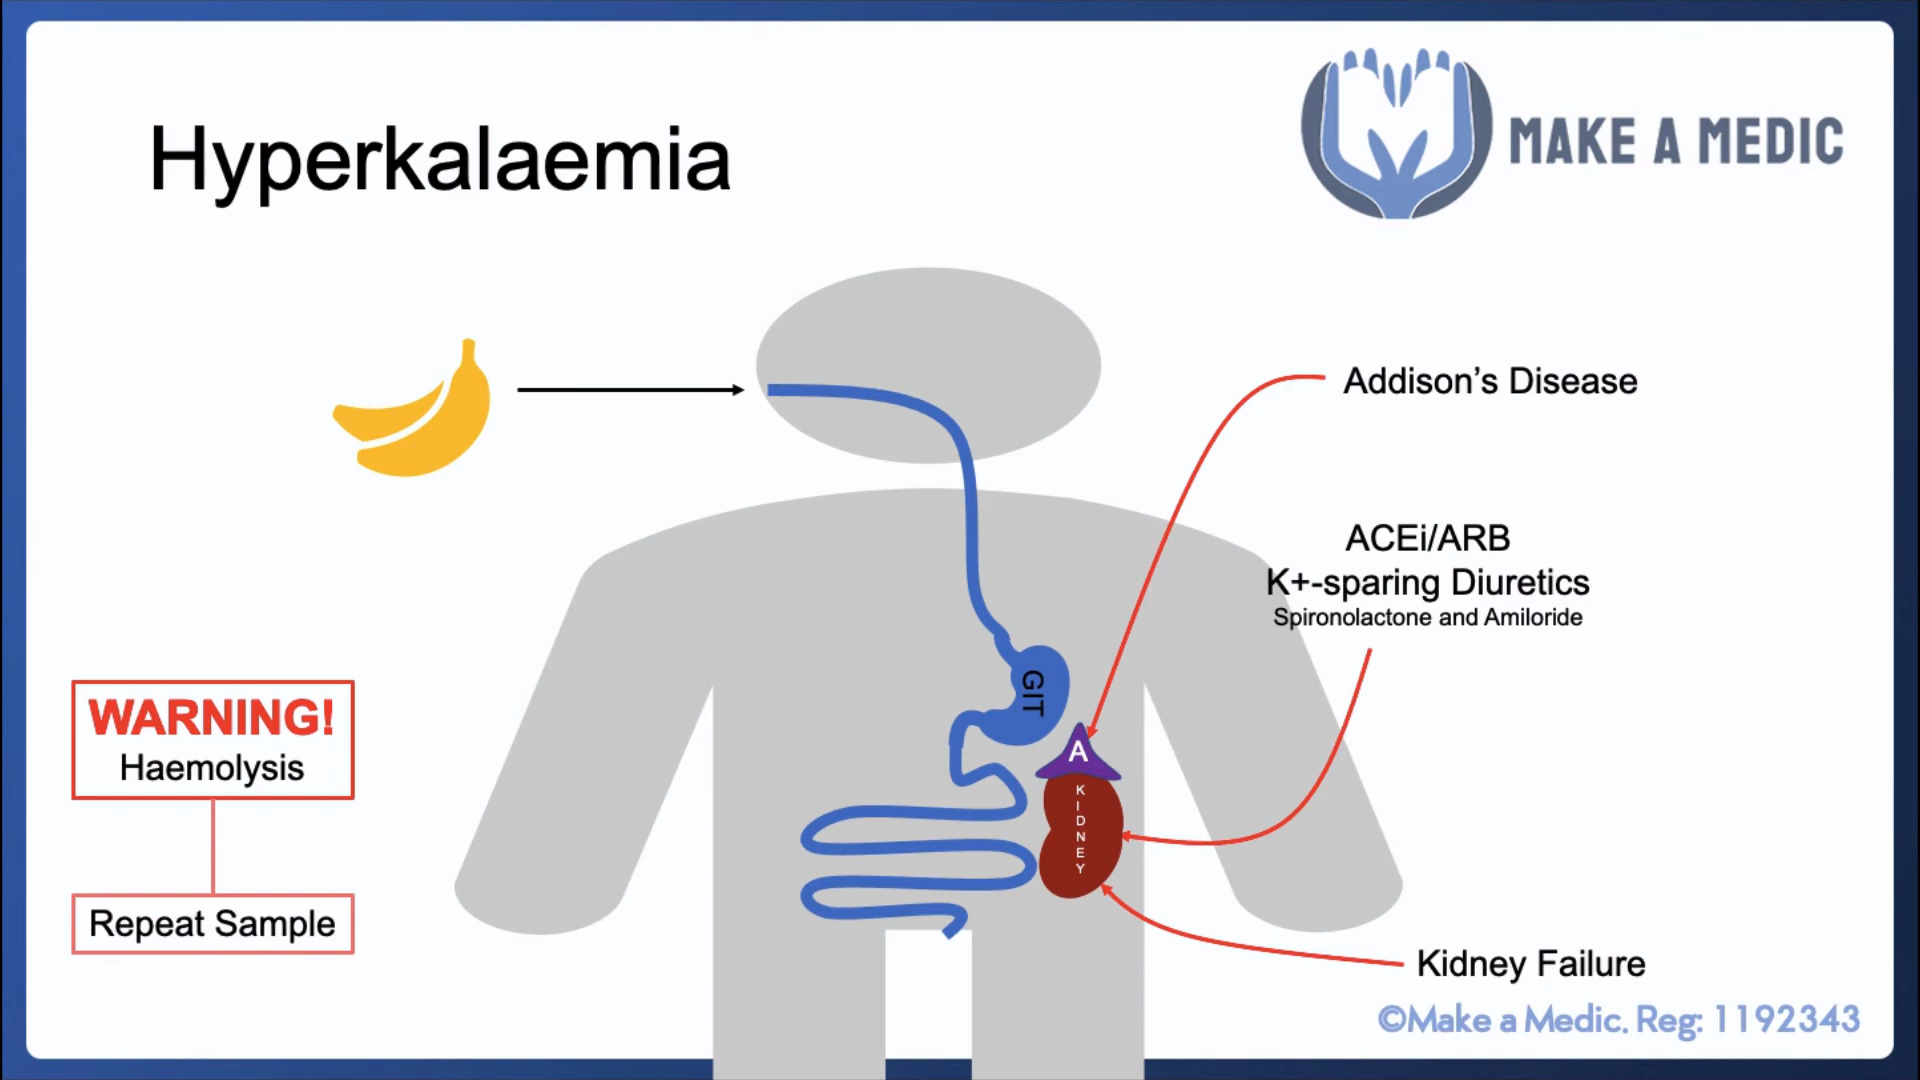 Hyperkalaemia
MAKE A MEDIC
Addison's Disease
ACEi/ARB
K+-sparing Diuretics
Spironolactone and Amiloride
GIT
A
KIDNEY
WARNING!
Haemolysis
Repeat Sample
Kidney Failure
©Make a Medic. Reg: 1192343